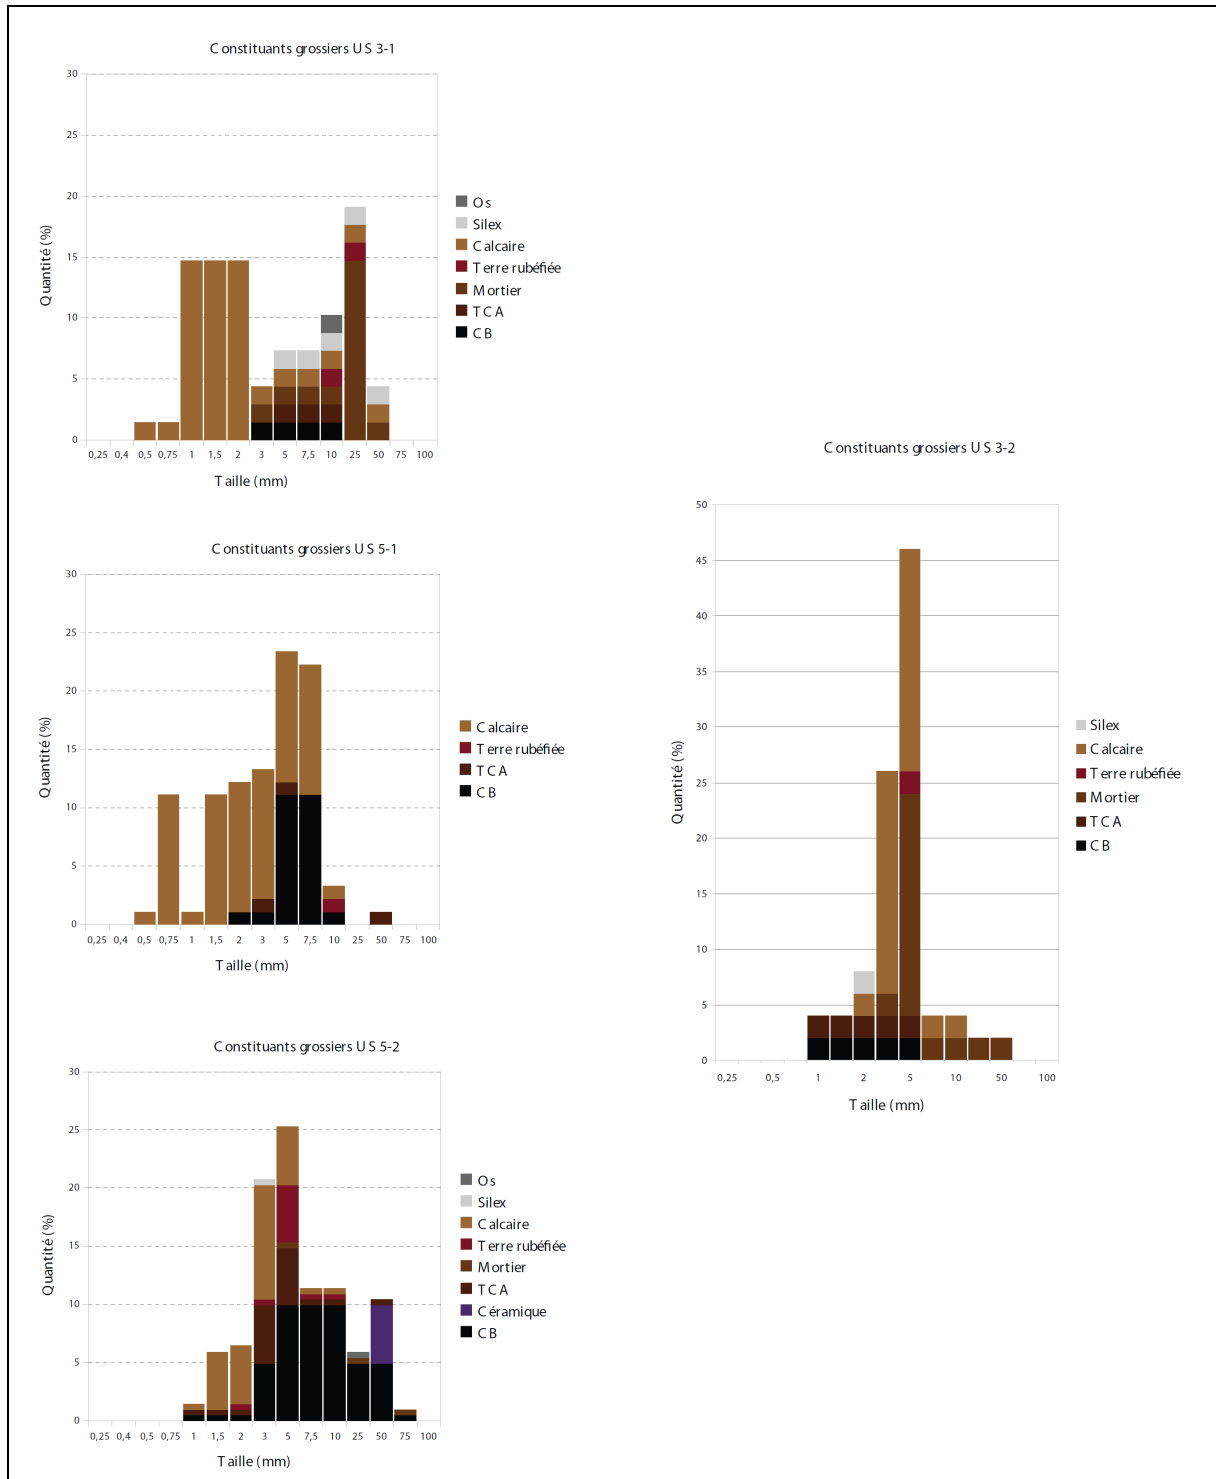 Constituants grossiers US 3-1
30
25
20
15
10
5
0
Quantité (%)
0,25 0,4 0,5 0,75 1 1,5 2 3 5 7,5 10 25 50 75 100
Taille (mm)
Os
Silex
Calcaire
Terre rubéfiée
Mortier
TCA
CB
Constituants grossiers US 5-1
30
25
20
15
10
5
0
Quantité (%)
0,25 0,4 0,5 0,75 1 1,5 2 3 5 7,5 10 25 50 75 100
Taille (mm)
Calcaire
Terre rubéfiée
TCA
CB
Constituants grossiers US 5-2
30
25
20
15
10
5
0
Quantité (%)
0,25 0,4 0,5 0,75 1 1,5 2 3 5 7,5 10 25 50 75 100
Taille (mm)
Os
Silex
Calcaire
Terre rubéfiée
Mortier
TCA
Céramique
CB
Constituants grossiers US 3-2
50
45
40
35
30
25
20
15
10
5
0
Quantité (%)
0,25 0,5 1 2 5 10 50 100
Taille (mm)
Silex
Calcaire
Terre rubéfiée
Mortier
TCA
CB